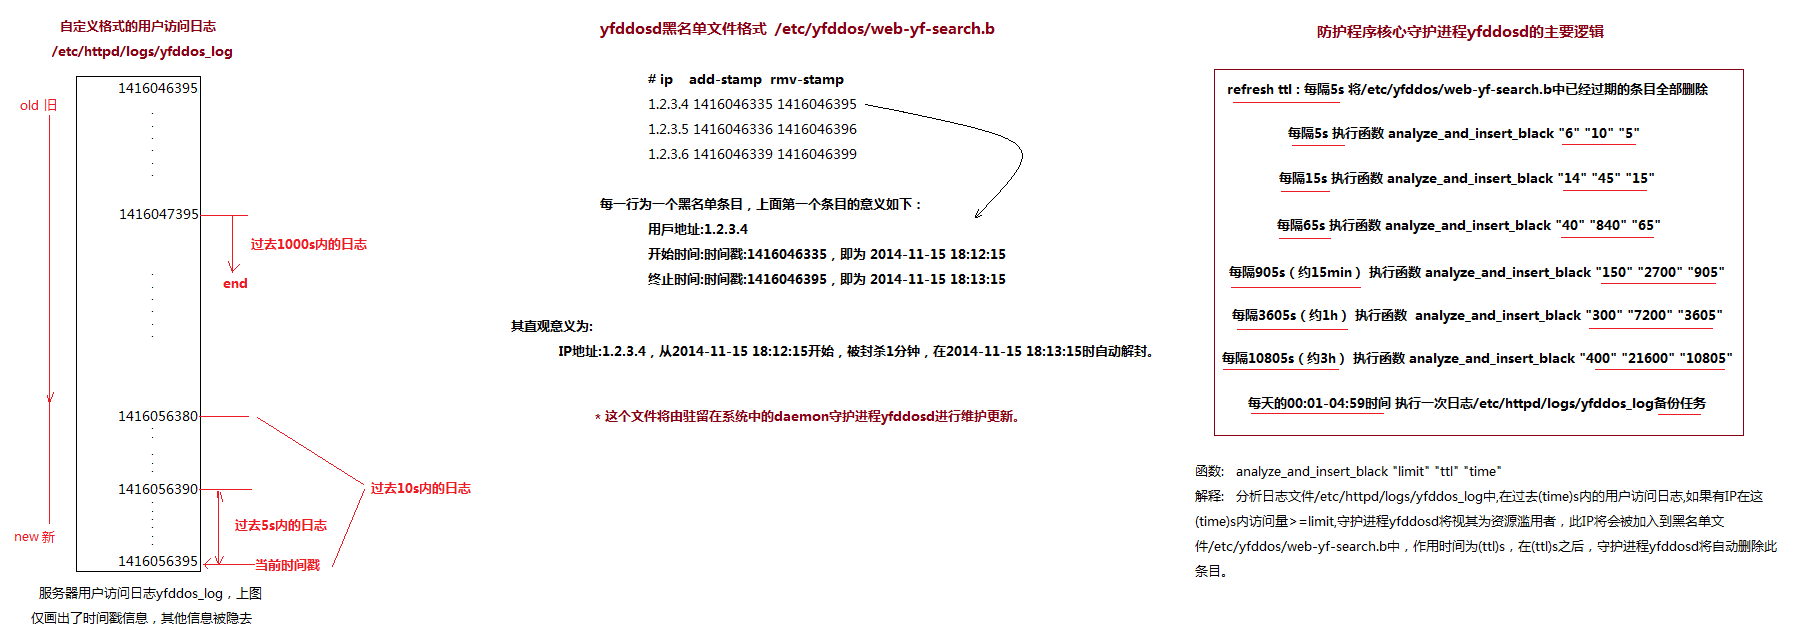 自定义格式的用户访问日志
/etc/httpd/logs/yfddos_log
old 旧
1416046395
1416047395
过去1000s内的日志
end
1416056380
过去10s内的日志
1416056390
过去5s内的日志
new 新
1416056395
当前时间戳
服务器用户访问日志yfddos_log，上图
仅画出了时间戳信息，其他信息被隐去
yfddosd黑名单文件格式 /etc/yfddos/web-yf-search.b
# ip add-stamp rmv-stamp
1.2.3.4 1416046335 1416046395
1.2.3.5 1416046336 1416046396
1.2.3.6 1416046339 1416046399
每一行为一个黑名单条目，上面第一个条目的意义如下：
用戶地址:1.2.3.4
开始时间:时间戳:1416046335，即为 2014-11-15 18:12:15
终止时间:时间戳:1416046395，即为 2014-11-15 18:13:15
其直观意义为:
IP地址:1.2.3.4，从2014-11-15 18:12:15开始，被封杀1分钟，在2014-11-15 18:13:15时自动解封。
* 这个文件将由驻留在系统中的daemon守护进程yfddosd进行维护更新。
防护程序核心守护进程yfddosd的主要逻辑
refresh ttl：每隔5s 将/etc/yfddos/web-yf-search.b中已经过期的条目全部删除
每隔5s 执行函数 analyze_and_insert_black "6" "10" "5"
每隔15s 执行函数 analyze_and_insert_black "14" "45" "15"
每隔65s 执行函数 analyze_and_insert_black "40" "840" "65"
每隔905s（约15min） 执行函数 analyze_and_insert_black "150" "2700" "905"
每隔3605s（约1h） 执行函数 analyze_and_insert_black "300" "7200" "3605"
每隔10805s（约3h） 执行函数 analyze_and_insert_black "400" "21600" "10805"
每天的00:01-04:59时间 执行一次日志/etc/httpd/logs/yfddos_log备份任务
函数: analyze_and_insert_black "limit" "ttl" "time"
解释: 分析日志文件/etc/httpd/logs/yfddos_log中,在过去(time)s内的用户访问日志,如果有IP在这
(time)s内访问量>=limit,守护进程yfddosd将视其为资源滥用者，此IP将会被加入到黑名单文
件/etc/yfddos/web-yf-search.b中，作用时间为(ttl)s，在(ttl)s之后，守护进程yfddosd将自动删除此
条目。